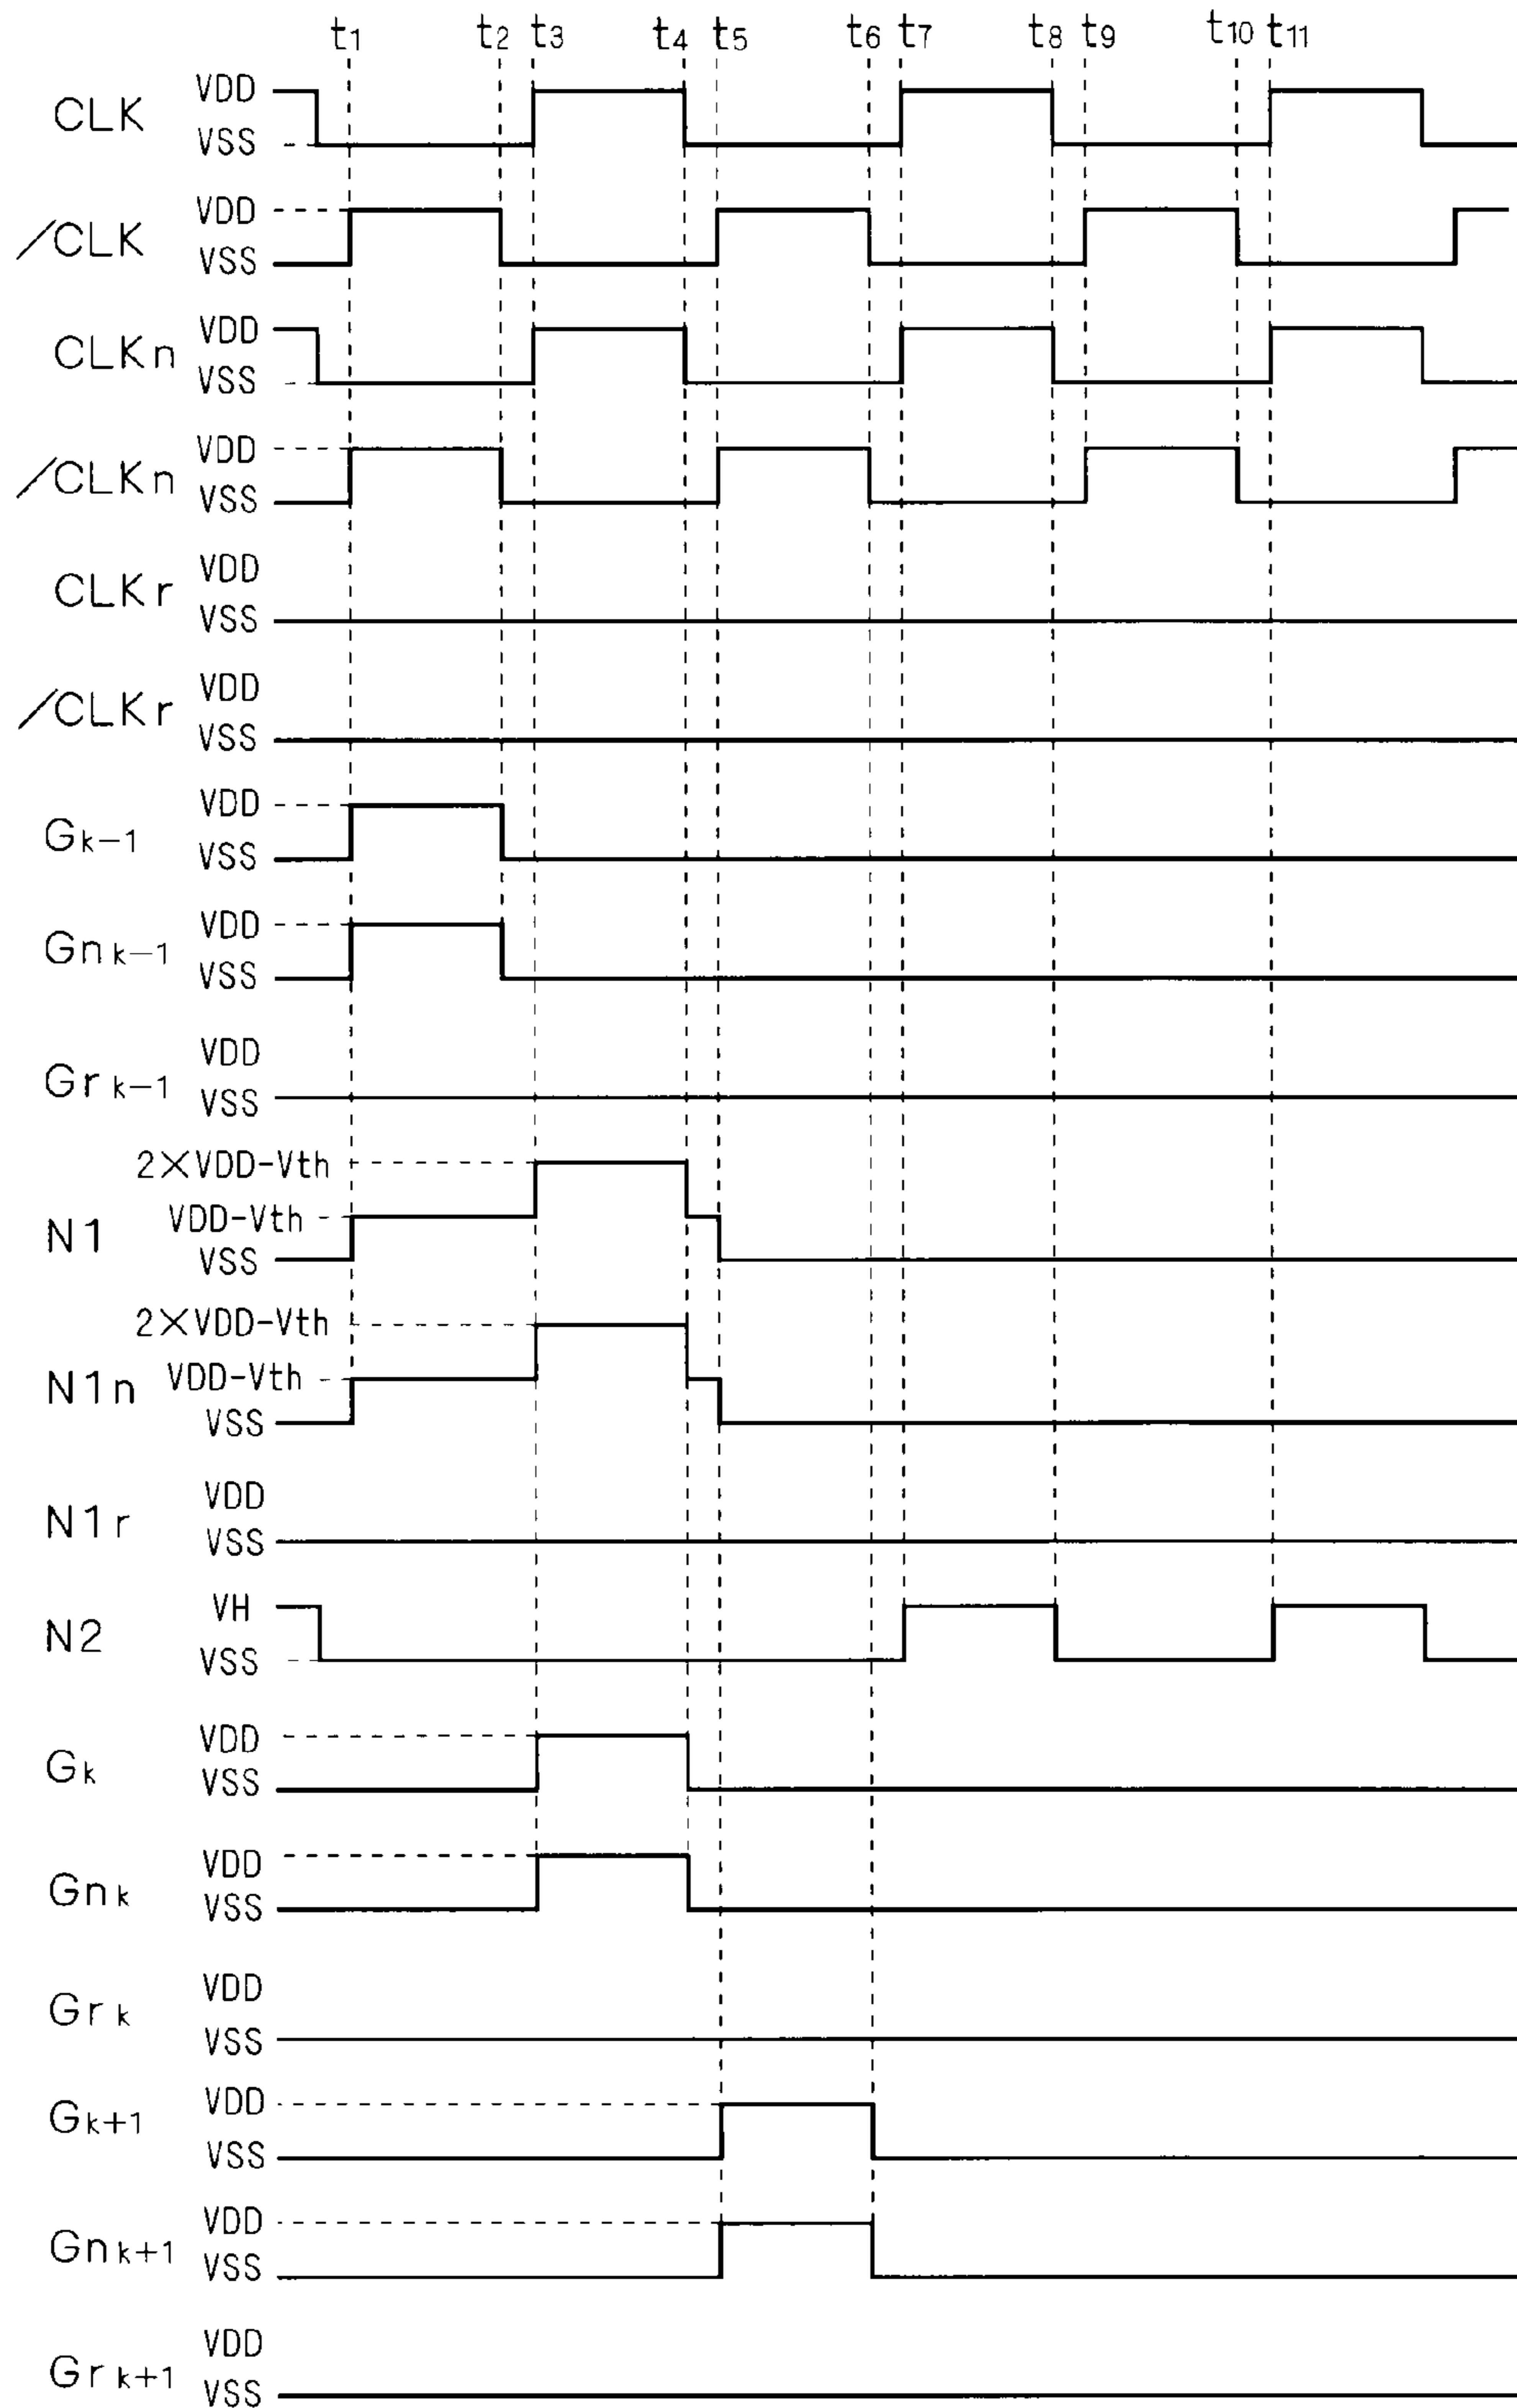 t1 t2 t3 t4 t5 t6 t7 t8 t9 t10 t11
CLK VDD
VSS
/CLK VDD
VSS
CLKn VDD
VSS
/CLKn VDD
VSS
CLKr VDD
VSS
/CLKr VDD
VSS
Gk-1 VDD
VSS
Gnk-1 VDD
VSS
Grk-1 VDD
VSS
2×VDD-Vth
N1 VDD-Vth
VSS
2×VDD-Vth
N1n VDD-Vth
VSS
N1r VDD
VSS
N2 VH
VSS
Gk VDD
VSS
Gnk VDD
VSS
Grk VDD
VSS
Gk+1 VDD
VSS
Gnk+1 VDD
VSS
Grk+1 VDD
VSS